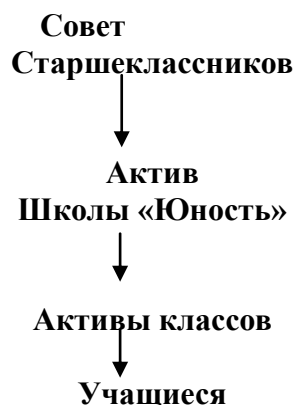 Совет
Старшеклассников
Актив
Школы «Юность»
Активы классов
Учащиеся